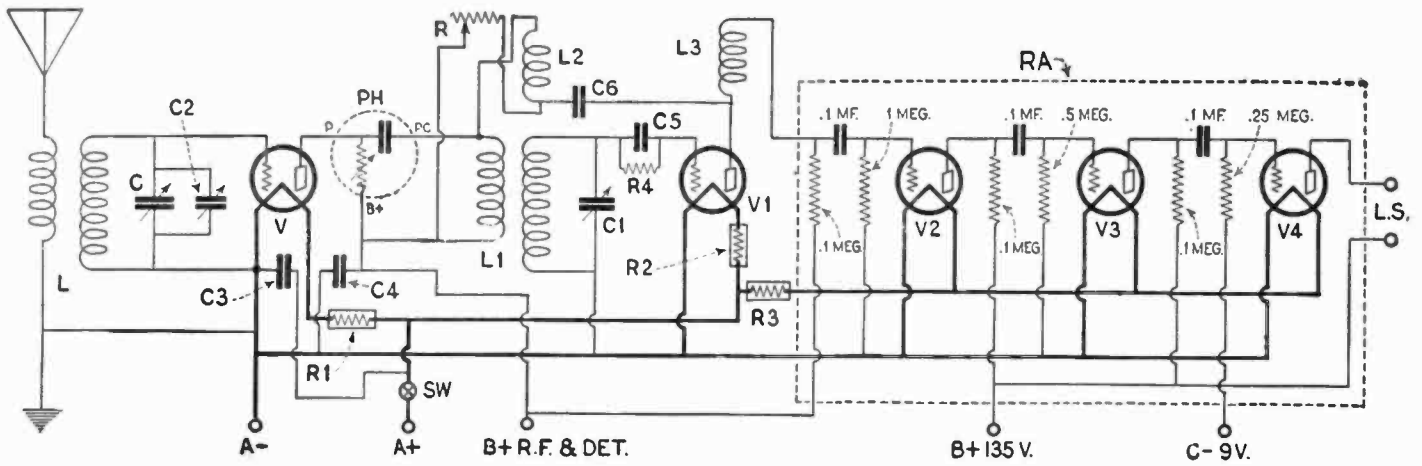 RA
R
L2
L3
C6
PH
C2
P
PC
C5
.1 MF.
1 MEG.
.1 MF.
.5 MEG.
.1 MF
.25 MEG.
C
V
B+
L1
C1
R4
V1
V2
V3
V4
L.S.
.1 MEG.
.1 MEG.
.1 MEG.
L
C3
C4
R2
R3
R1
SW
A-
A+
B+ R.F. & DET.
B+135 V.
C-9V.